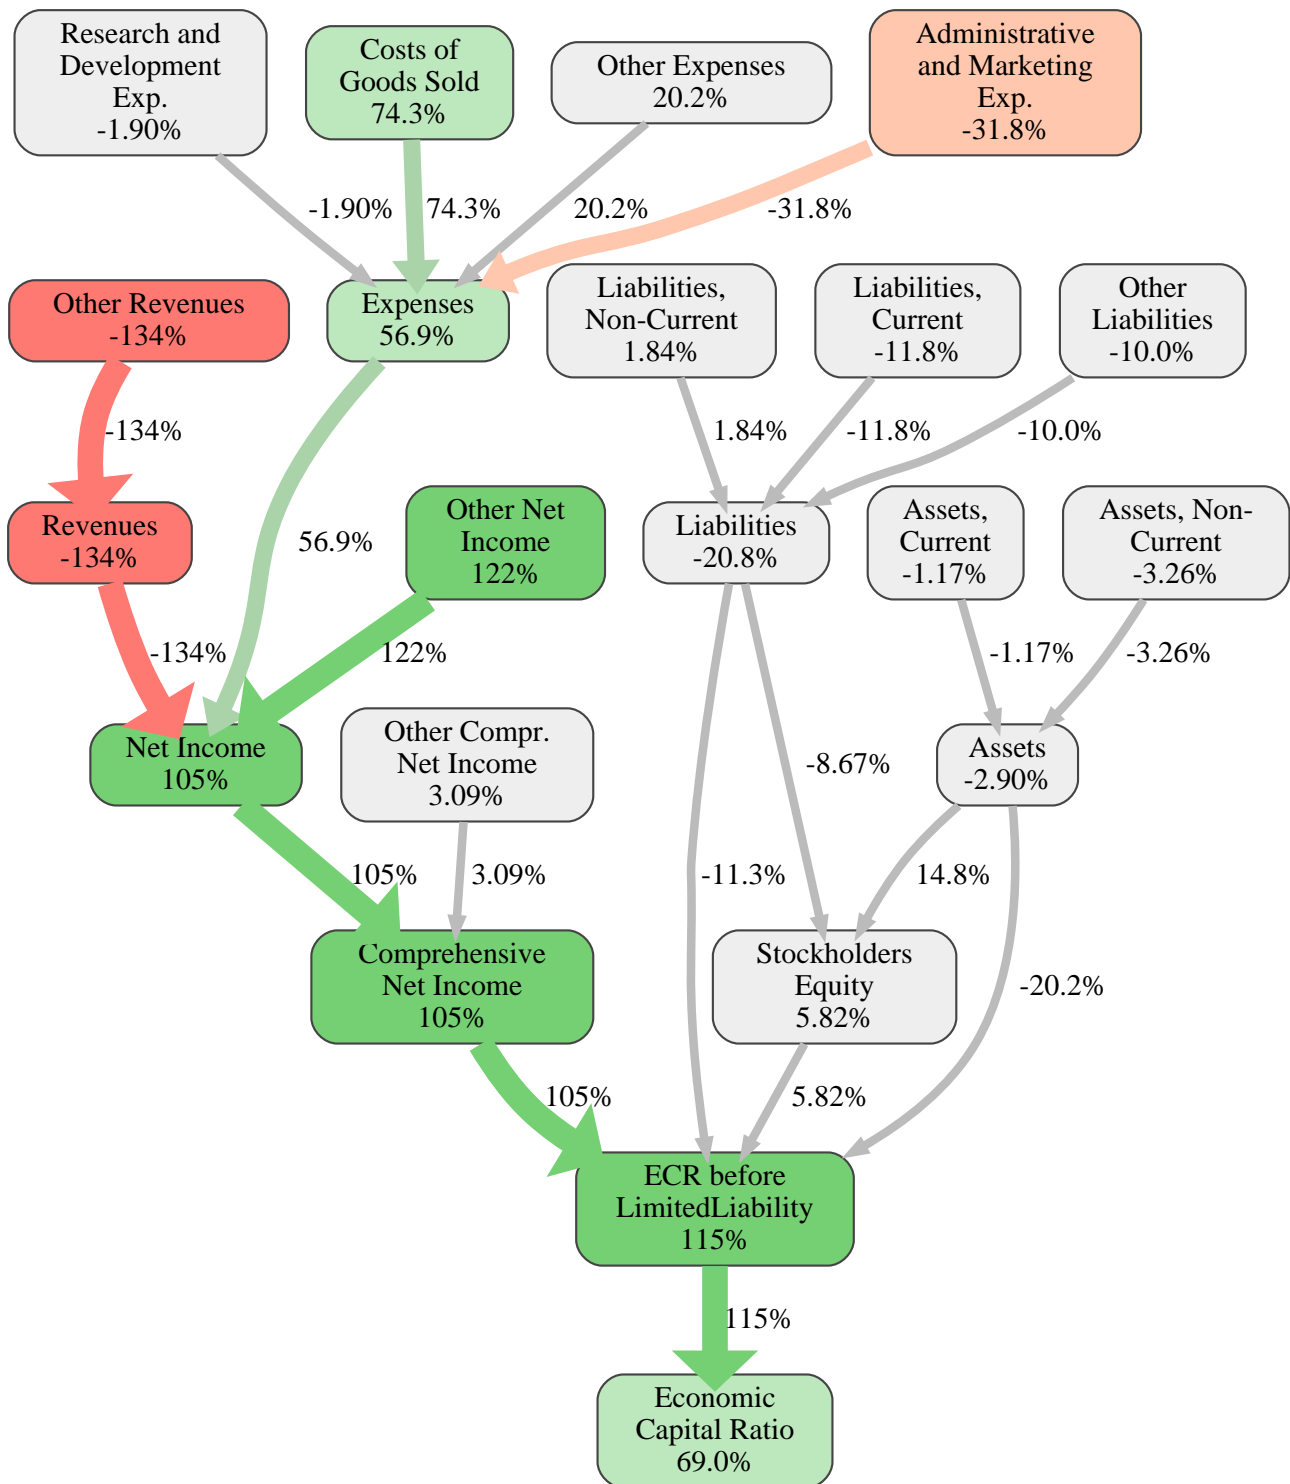 Research and
Development
Exp.
-1.90%
Costs of
Goods Sold
74.3%
Other Expenses
20.2%
Administrative
and Marketing
Exp.
-31.8%
-1.90%
74.3%
20.2%
-31.8%
Other Revenues
-134%
Expenses
56.9%
Liabilities,
Non-Current
1.84%
Liabilities,
Current
-11.8%
Other
Liabilities
-10.0%
-134%
1.84%
-11.8%
-10.0%
Revenues
-134%
56.9%
Other Net
Income
122%
Liabilities
-20.8%
Assets,
Current
-1.17%
Assets, Non-
Current
-3.26%
-134%
122%
-1.17%
-3.26%
Net Income
105%
Other Compr.
Net Income
3.09%
-8.67%
Assets
-2.90%
105%
3.09%
-11.3%
14.8%
Comprehensive
Net Income
105%
Stockholders
Equity
5.82%
-20.2%
105%
5.82%
ECR before
LimitedLiability
115%
115%
Economic
Capital Ratio
69.0%